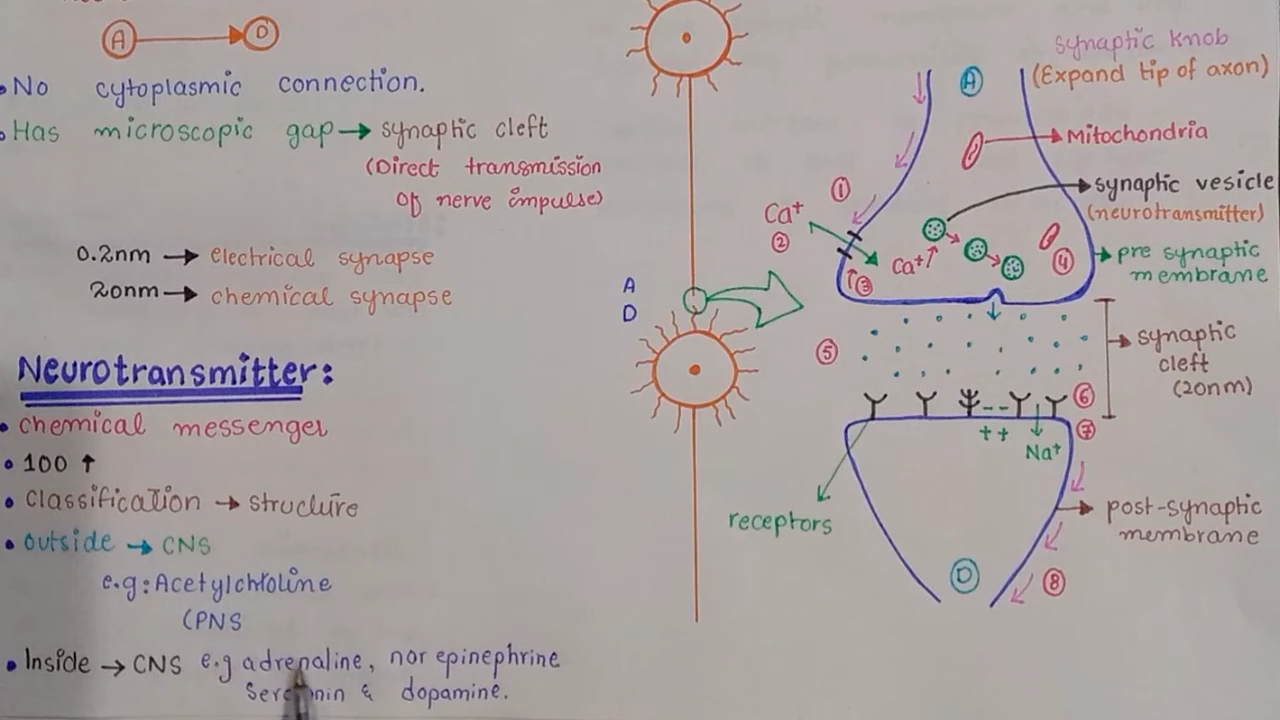 A → D
• No cytoplasmic connection.
• Has microscopic gap → synaptic cleft
(Direct transmission
of nerve impulse)
0.2nm → electrical synapse
20nm → chemical synapse
Neurotransmitter:
• chemical messenger
• 100 ↑
• classification → structure
• outside → CNS
e.g: Acetylcholine
(PNS
• Inside → CNS e.g adrenaline, nor epinephrine
& dopamine.
A
D
synaptic knob
(Expand tip of axon)
A
Mitochondria
synaptic vesicle
(neurotransmitter)
pre synaptic
membrane
①
Ca+
②
Ca+↑
③
④
synaptic
cleft
(20nm)
⑤
⑥
- -
+ +
⑦
Na+
receptors
post-synaptic
membrane
D
⑧